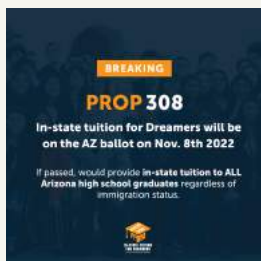 BREAKING
PROP 308
In-state tuition for Dreamers will be
on the AZ ballot on Nov. 8th 2022
If passed, would provide in-state tuition to ALL
Arizona high school graduates regardless of
immigration status.